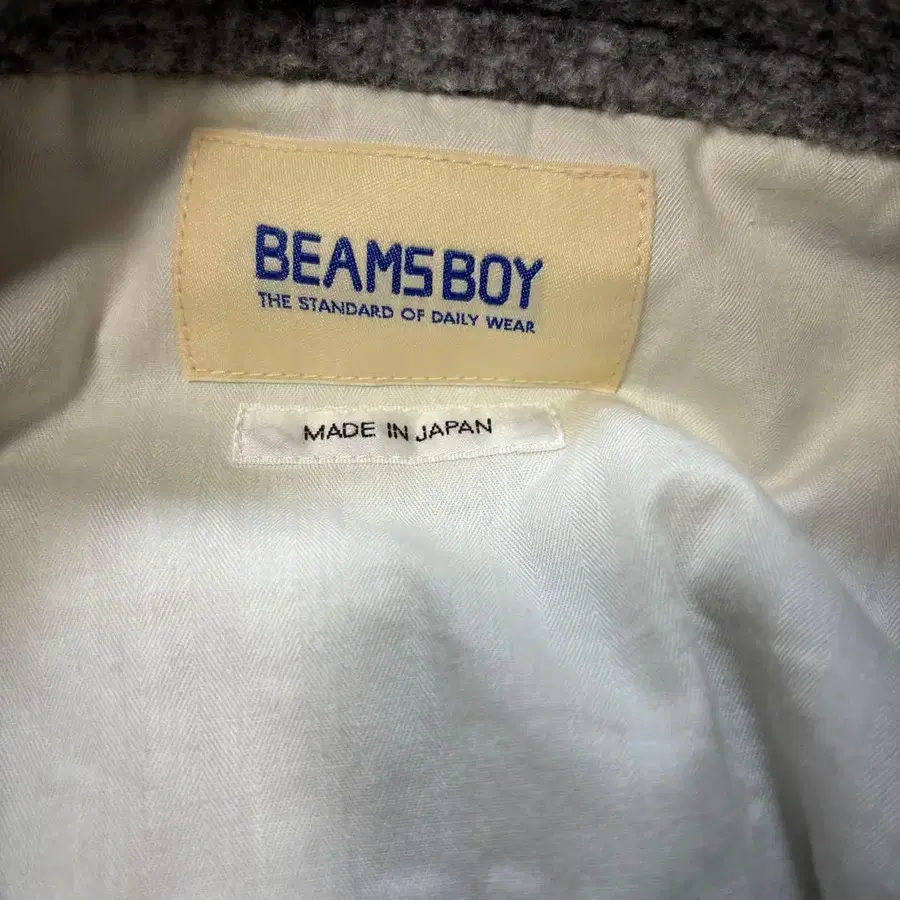 BEAMS BOY
THE STANDARD OF DAILY WEAR
MADE IN JAPAN